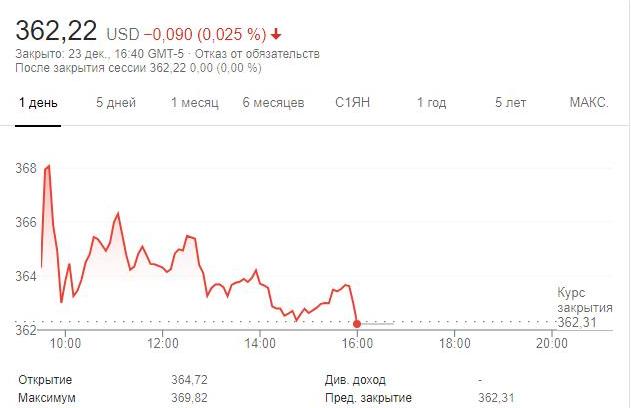 362,22 USD −0,090 (0,025 %)
Закрыто: 23 дек., 16:40 GMT-5 · Отказ от обязательств
После закрытия сессии 362,22 0,00 (0,00 %)
1 день 5 дней 1 месяц 6 месяцев С1ЯН 1 год 5 лет МАКС.
368
366
364
Курс
закрытия
362,31
362
10:00 12:00 14:00 16:00 18:00 20:00
Открытие 364,72 Див. доход -
Максимум 369,82 Пред. закрытие 362,31